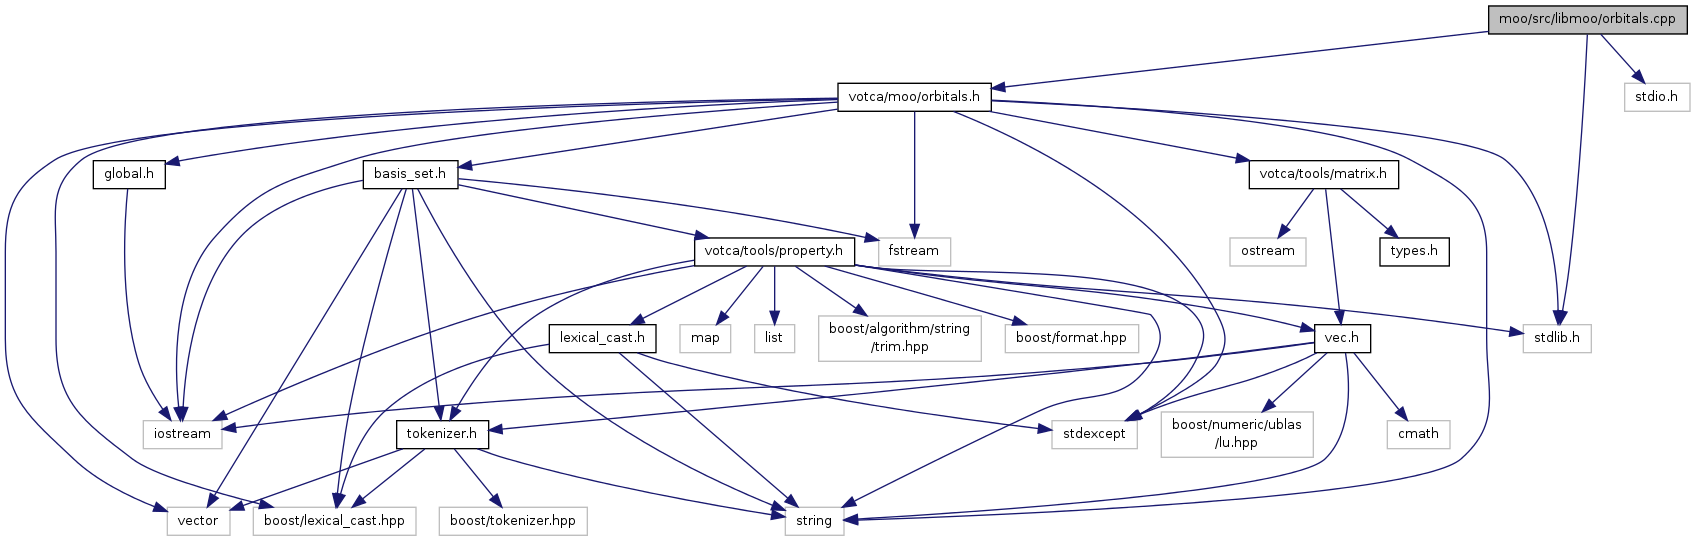 moo/src/libmoo/orbitals.cpp
votca/moo/orbitals.h
stdio.h
global.h
basis_set.h
votca/tools/matrix.h
votca/tools/property.h
fstream
ostream
types.h
lexical_cast.h
map
list
boost/algorithm/string
/trim.hpp
boost/format.hpp
vec.h
stdlib.h
iostream
tokenizer.h
stdexcept
boost/numeric/ublas
/lu.hpp
cmath
vector
boost/lexical_cast.hpp
boost/tokenizer.hpp
string